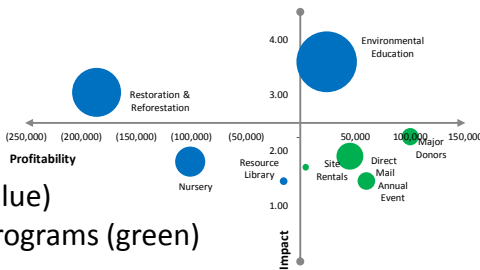 4.00
Environmental
Education
Restoration &
Reforestation
3.00
(250,000) (200,000) (150,000) (100,000) (50,000) - 50,000 100,000 150,000
Profitability
2.00
Major
Donors
Resource
Library
Site
Rentals
Direct
Mail
Nursery
Annual
Event
1.00
lue)
rograms (green)
Impact